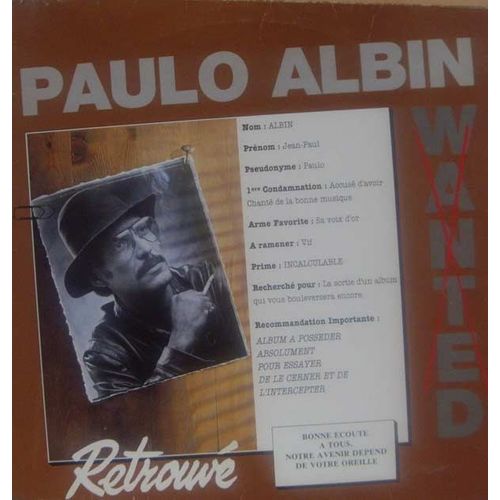 PAULO ALBIN
WANTED
Nom : ALBIN
Prénom : Jean-Paul
Pseudonyme : Paulo
1ere Condamnation : Accusé d'avoir
Chanté de la bonne musique
Arme Favorite : Sa voix d'or
A ramener : Vif
Prime : INCALCULABLE
Recherché pour : La sortie d'un album
qui vous bouleversera encore
Recommandation Importante :
ALBUM A POSSEDER
ABSOLUMENT
POUR ESSAYER
DE LE CERNER ET DE
L'INTERCEPTER
Retrouvé
BONNE ECOUTE
A TOUS,
NOTRE AVENIR DEPEND
DE VOTRE OREILLE